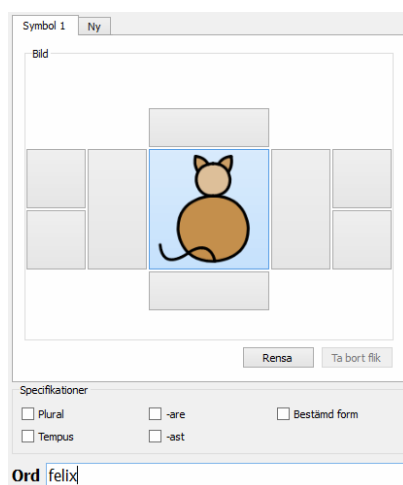 Symbol 1 Ny
Bild
Rensa Ta bort flik
Specifikationer
Plural -are Bestämd form
Tempus -ast
Ord felix